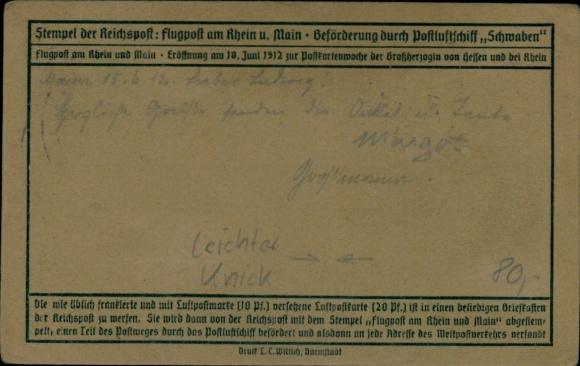 Stempel der Reichspost: Flugpost am Rhein u. Main · Beförderung durch Postluftschiff „Schwaben“
Flugpost am Rhein und Main · Eröffnung am 10. Juni 1912 zur Postkartenwoche der Großherzogin von Hessen und bei Rhein
Mainz 15.6.12. Lieber Ludwig!
Herzliche Grüße senden dir Onkel u. Tante
Margot
Großmama.
Leichter → ←
Knick
80,-
Die wie üblich frankierte und mit Luftpostmarke (10 Pf.) versehene Luftpostkarte (20 Pf.) ist in einen beliebigen Briefkasten
der Reichspost zu werfen. Sie wird dann von der Reichspost mit dem Stempel „Flugpost am Rhein und Main“ abgestem-
pelt, einen Teil des Postweges durch das Postluftschiff befördert und alsdann an jede Adresse des Weltpostverkehrs versandt
Druck L. C. Wittich, Darmstadt